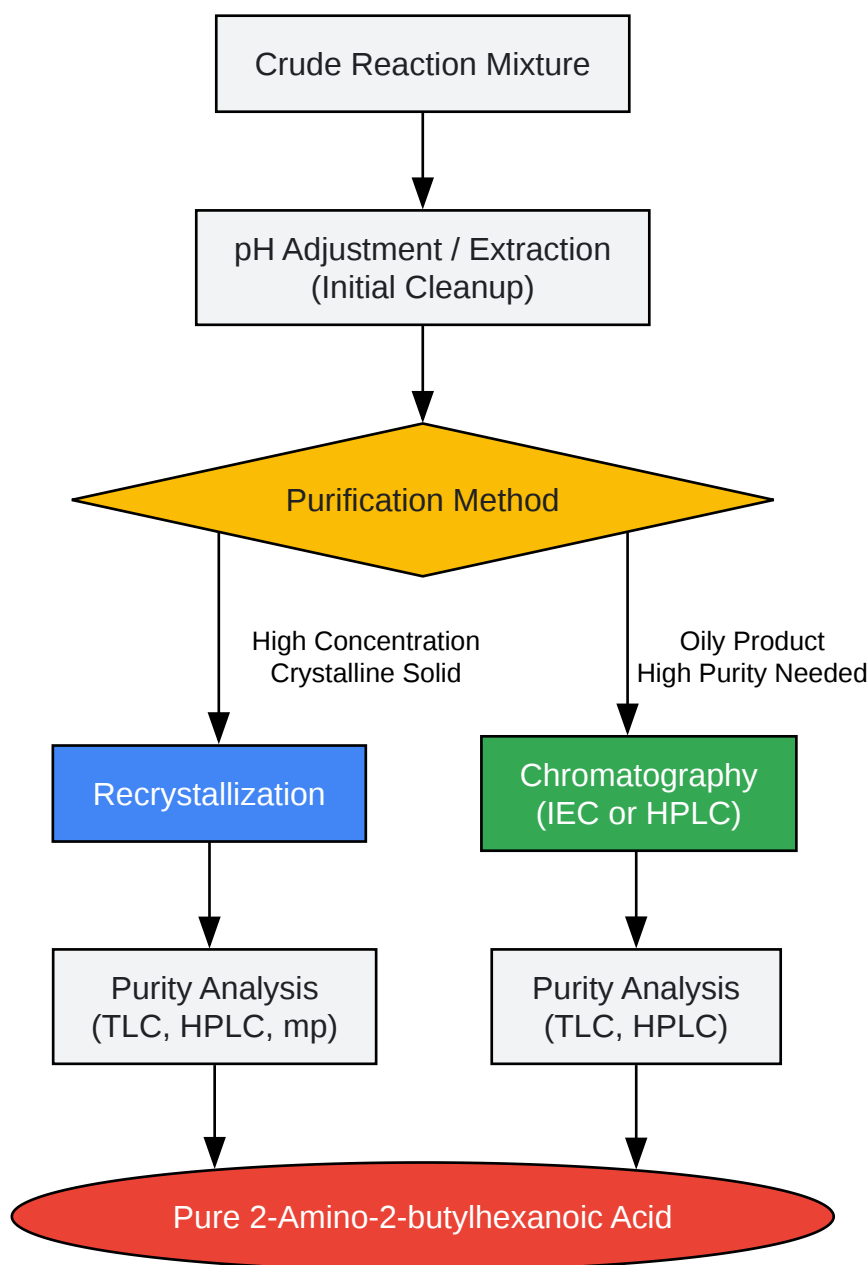 Crude Reaction Mixture
pH Adjustment / Extraction
(Initial Cleanup)
Purification Method
High Concentration
Crystalline Solid
Oily Product
High Purity Needed
Recrystallization
Chromatography
(IEC or HPLC)
Purity Analysis
(TLC, HPLC, mp)
Purity Analysis
(TLC, HPLC)
Pure 2-Amino-2-butylhexanoic Acid